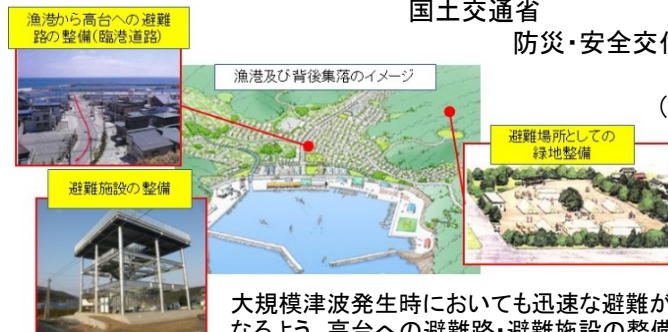 国土交通省
防災・安全交
（
漁港から高台への避難
路の整備(臨港道路)
漁港及び背後集落のイメージ
避難場所としての
緑地整備
避難施設の整備
大規模津波発生時においても迅速な避難が
なるよう、高台への避難路・避難施設の整備